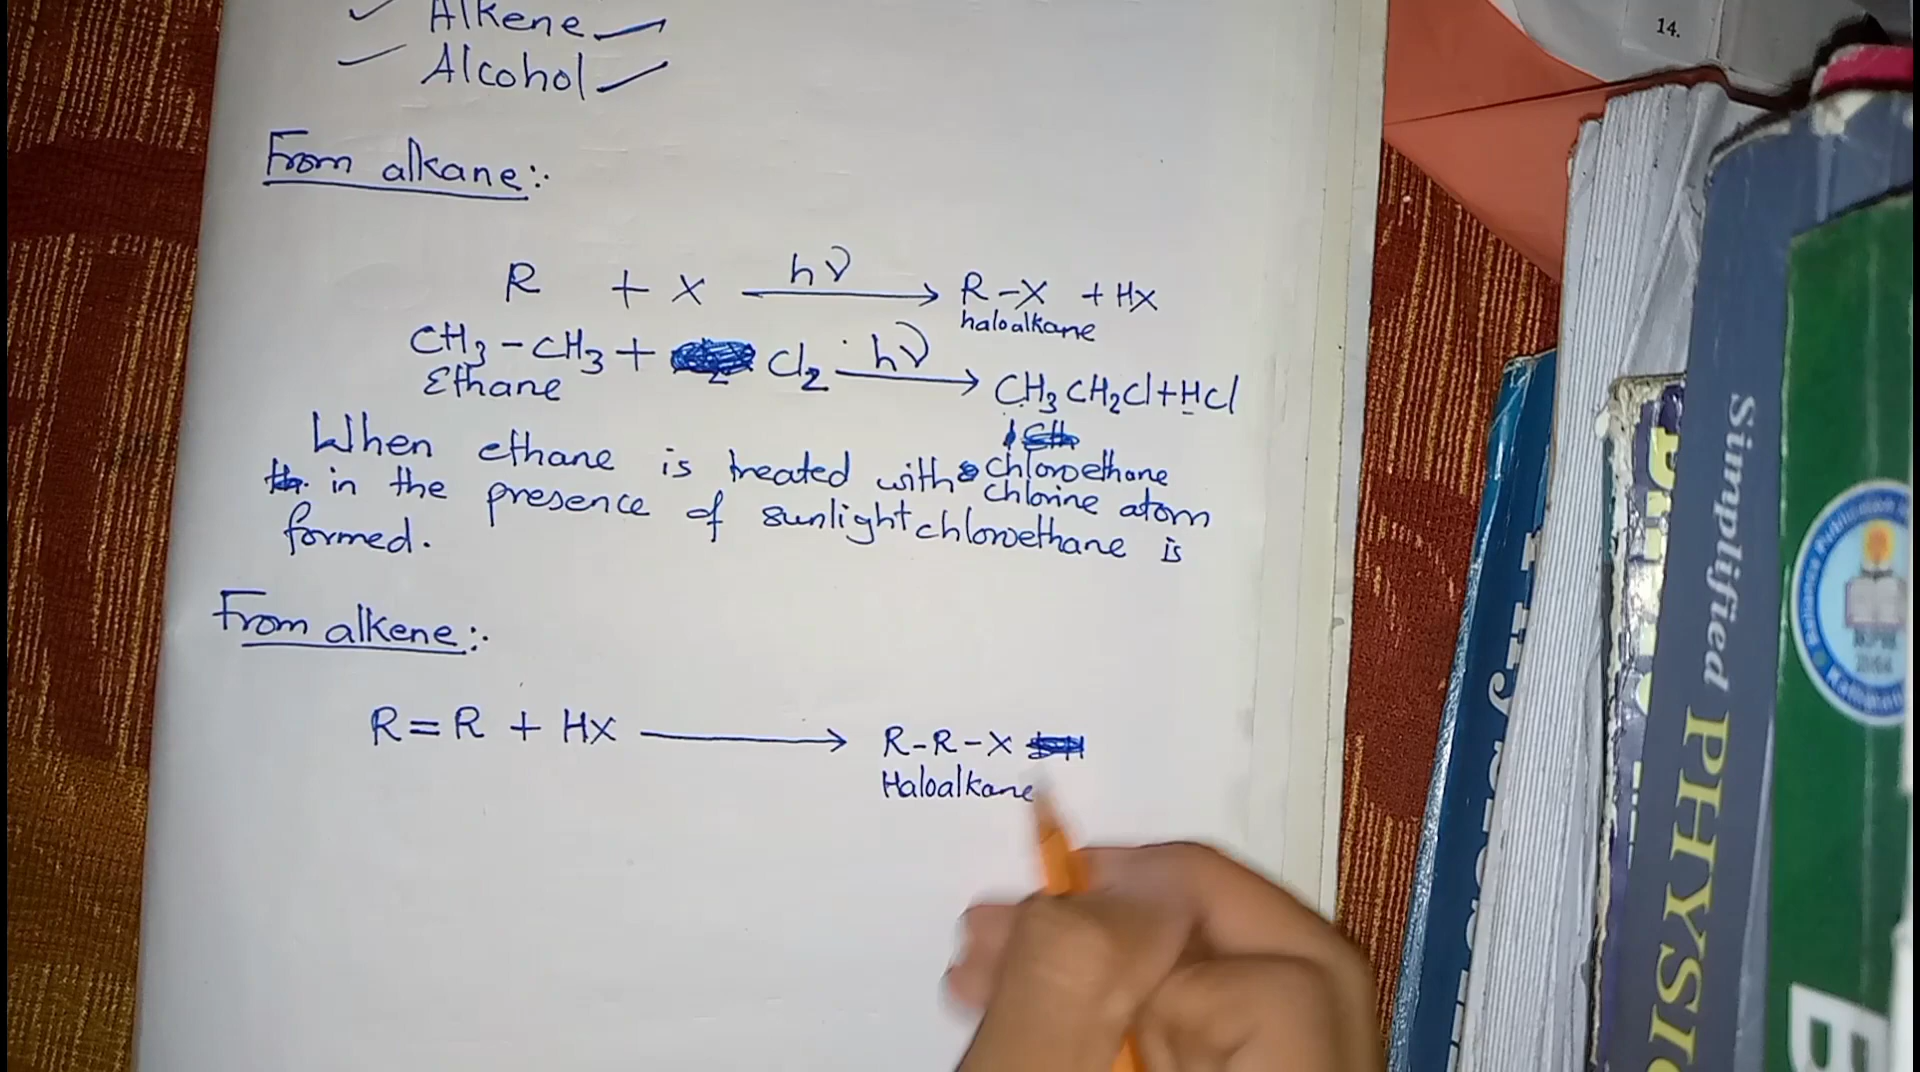 Alkene
Alcohol
From alkane:
R + X hν R-X + HX
haloalkane
CH3-CH3 + Cl2 hν CH3CH2Cl+HCl
Ethane
chloroethane
When ethane is treated with chlorine atom
in the presence of sunlight chloroethane is
formed.
From alkene:
R=R + HX R-R-X
Haloalkane
14.
Simplified PHYSIC